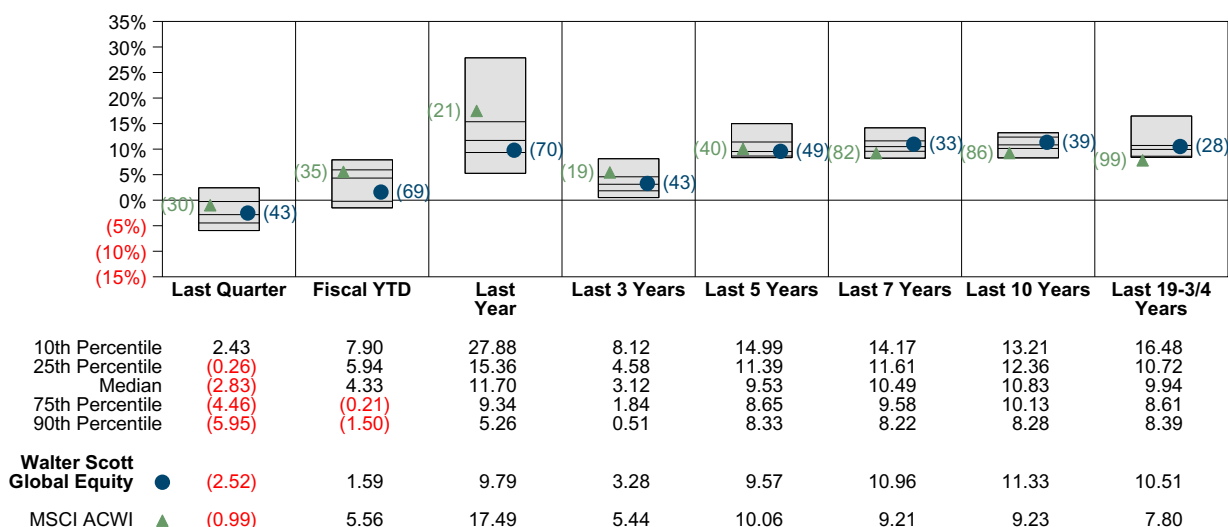 35%
30%
25%
20%
15%
10%
5%
0%
(5%)
(10%)
(15%)
(30) (43) (35) (69) (21) (70) (19) (43) (40) (49) (82) (33) (86) (39) (99) (28)
Last Quarter Fiscal YTD Last Year Last 3 Years Last 5 Years Last 7 Years Last 10 Years Last 19-3/4 Years
10th Percentile 2.43 7.90 27.88 8.12 14.99 14.17 13.21 16.48
25th Percentile (0.26) 5.94 15.36 4.58 11.39 11.61 12.36 10.72
Median (2.83) 4.33 11.70 3.12 9.53 10.49 10.83 9.94
75th Percentile (4.46) (0.21) 9.34 1.84 8.65 9.58 10.13 8.61
90th Percentile (5.95) (1.50) 5.26 0.51 8.33 8.22 8.28 8.39
Walter Scott
Global Equity (2.52) 1.59 9.79 3.28 9.57 10.96 11.33 10.51
MSCI ACWI (0.99) 5.56 17.49 5.44 10.06 9.21 9.23 7.80